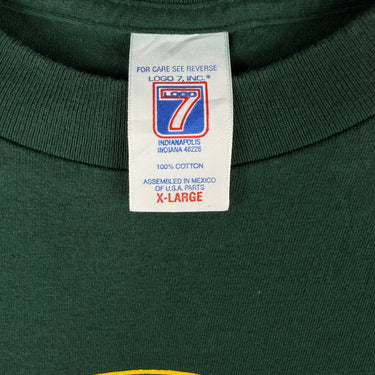 FOR CARE SEE REVERSE
LOGO 7, INC.®
LOGO
7
INDIANAPOLIS
INDIANA 46226
100% COTTON
ASSEMBLED IN MEXICO
OF U.S.A. PARTS
X-LARGE